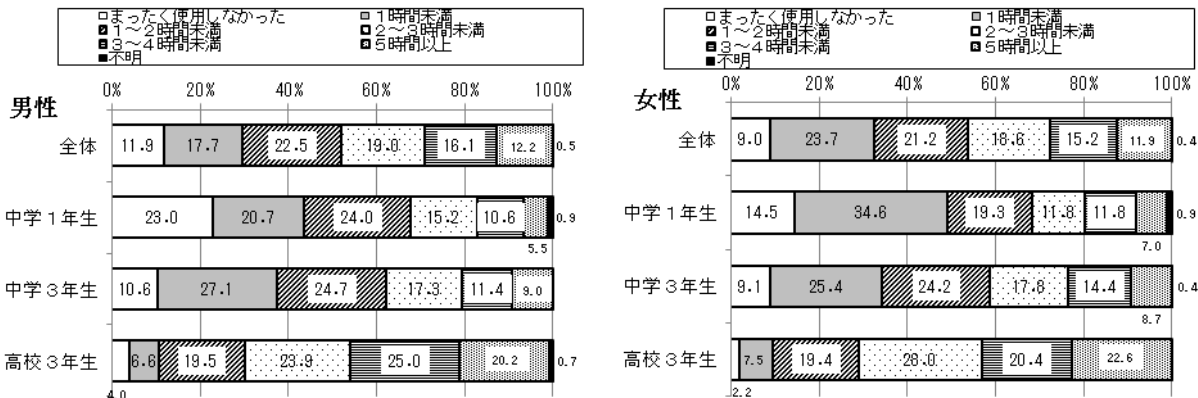 □まったく使用しなかった ■1時間未満
1～2時間未満 □2～3時間未満
3～4時間未満 5時間以上
■不明
0% 20% 40% 60% 80% 100%
男性
全体 11.9 17.7 22.5 19.0 16.1 12.2 0.5
中学1年生 23.0 20.7 24.0 15.2 10.6 0.9
5.5
中学3年生 10.6 27.1 24.7 17.3 11.4 9.0
高校3年生 6.6 19.5 23.9 25.0 20.2 0.7
4.0
□まったく使用しなかった ■1時間未満
1～2時間未満 □2～3時間未満
3～4時間未満 5時間以上
■不明
0% 20% 40% 60% 80% 100%
女性
全体 9.0 23.7 21.2 18.6 15.2 11.9 0.4
中学1年生 14.5 34.6 19.3 11.8 11.8 0.9
7.0
中学3年生 9.1 25.4 24.2 17.8 14.4 0.4
8.7
高校3年生 7.5 19.4 28.0 20.4 22.6
2.2